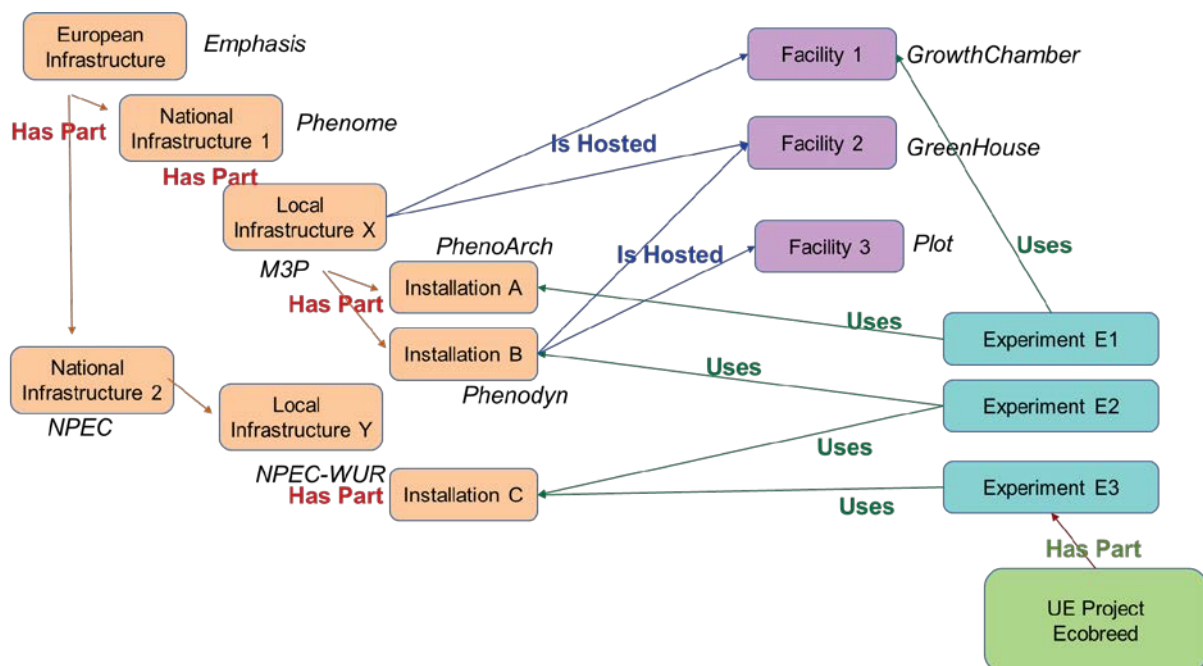 European
Infrastructure
Emphasis
Facility 1
GrowthChamber
Has Part
National
Infrastructure 1
Phenome
Is Hosted
Facility 2
GreenHouse
Has Part
Local
Infrastructure X
M3P
PhenoArch
Is Hosted
Facility 3
Plot
Uses
Installation A
Has Part
Uses
Experiment E1
Installation B
Phenodyn
Uses
National
Infrastructure 2
NPEC
Local
Infrastructure Y
NPEC-WUR
Experiment E2
Uses
Has Part
Installation C
Uses
Experiment E3
Has Part
UE Project
Ecobreed